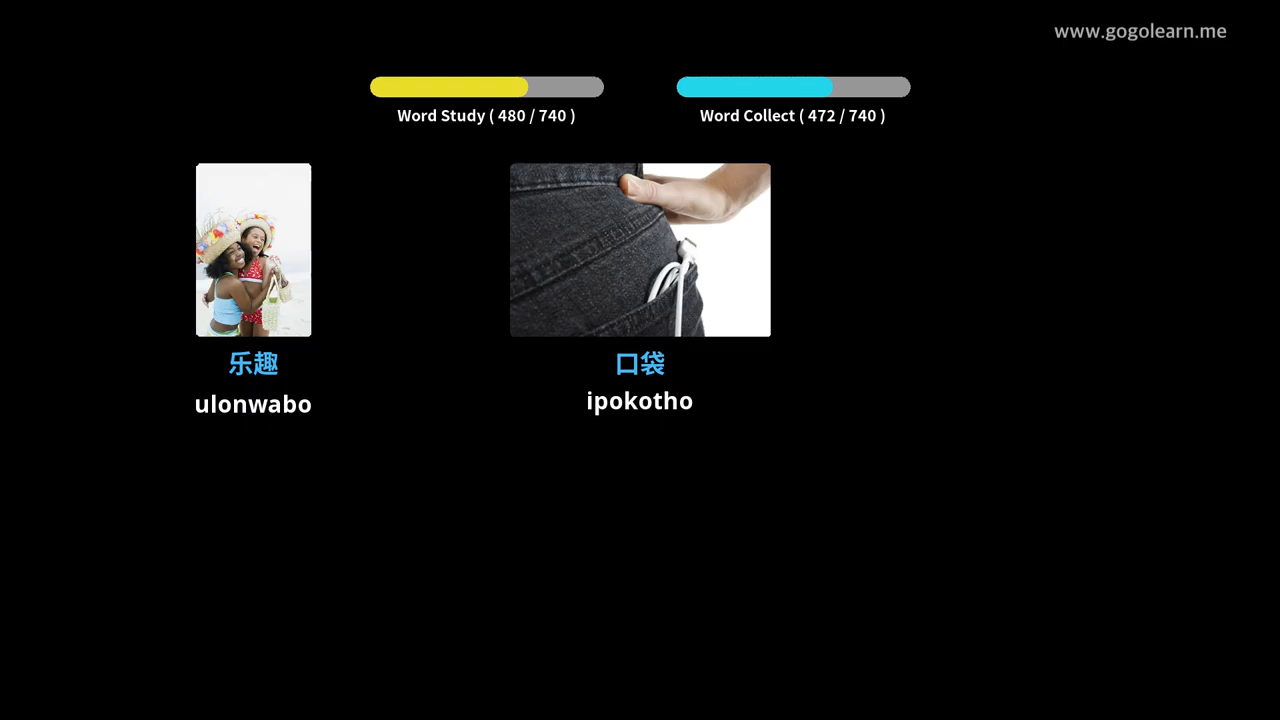 www.gogolearn.me
Word Study ( 480 / 740 )
Word Collect ( 472 / 740 )
乐趣
口袋
ulonwabo
ipokotho